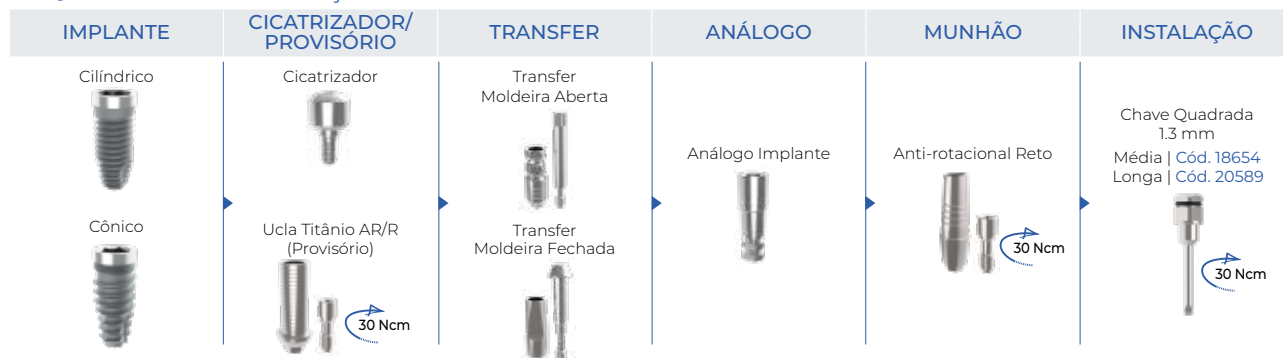 IMPLANTE
CICATRIZADOR/
PROVISÓRIO
TRANSFER
ANÁLOGO
MUNHÃO
INSTALAÇÃO
Cilíndrico
Cônico
Cicatrizador
Ucla Titânio AR/R
(Provisório)
30 Ncm
Transfer
Moldeira Aberta
Transfer
Moldeira Fechada
Análogo Implante
Anti-rotacional Reto
30 Ncm
Chave Quadrada
1.3 mm
Média | Cód. 18654
Longa | Cód. 20589
30 Ncm